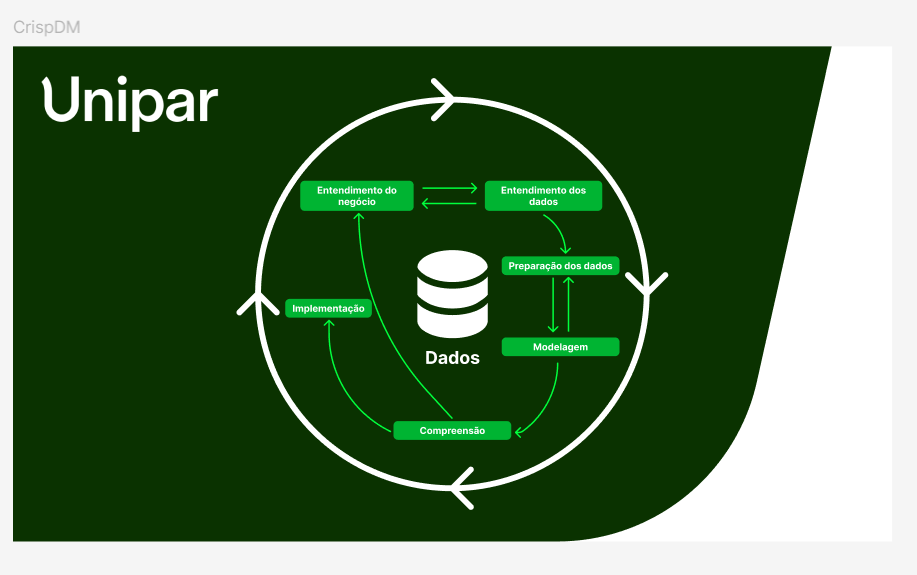 CrispDM
Unipar
Entendimento do
negócio
Entendimento dos
dados
Preparação dos dados
Implementação
Modelagem
Dados
Compreensão